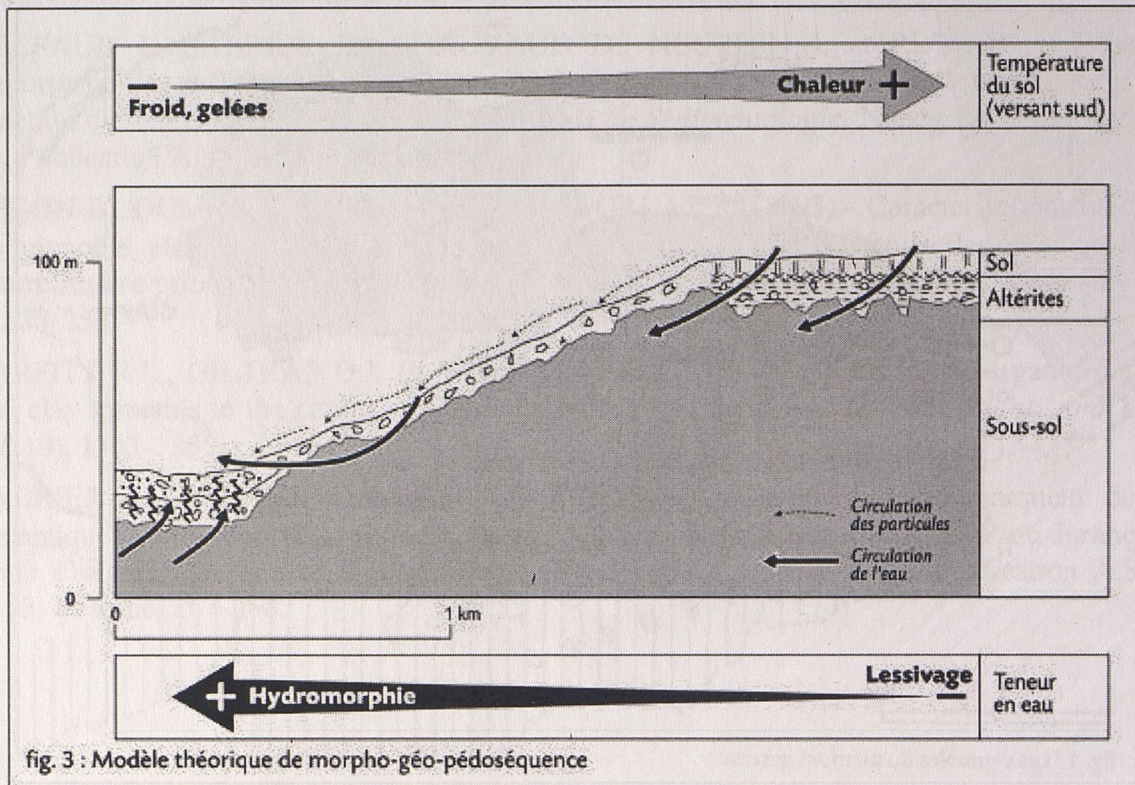 Froid, gelées
Chaleur +
Température
du sol
(versant sud)
100 m
Sol
Altérites
Sous-sol
Circulation
des particules
Circulation
de l'eau
0
0
1 km
+ Hydromorphie
Lessivage
Teneur
en eau
fig. 3 : Modèle théorique de morpho-géo-pédoséquence